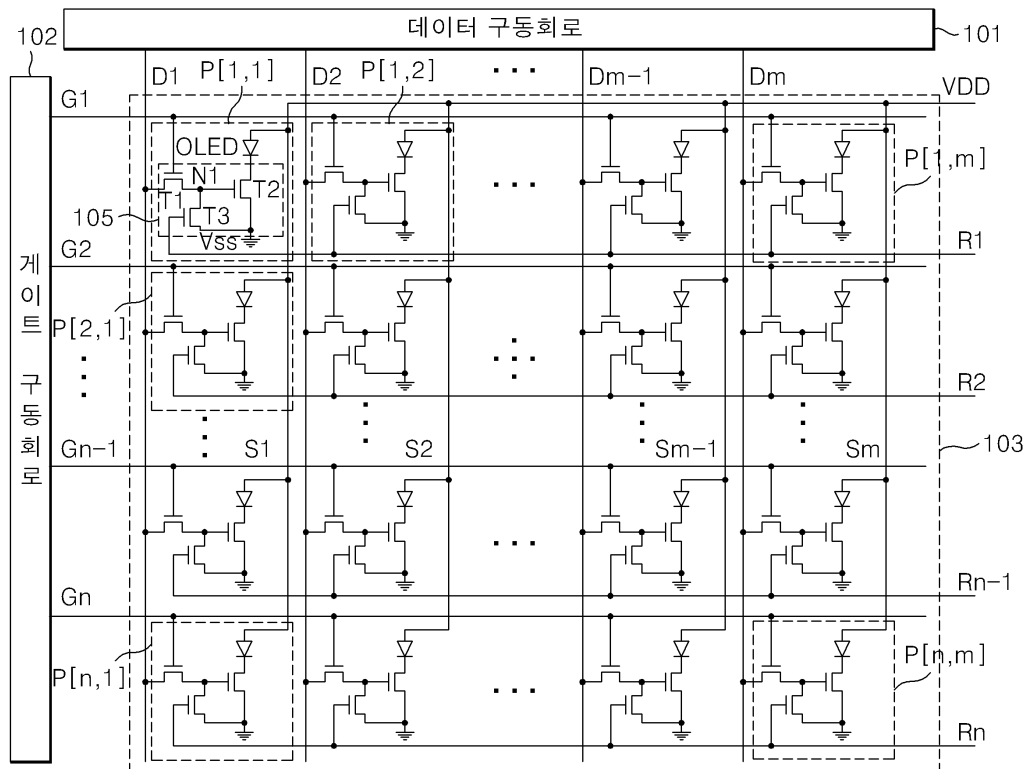 데이터 구동회로
101
102
D1
P[1,1]
D2
P[1,2]
Dm-1
Dm
VDD
G1
OLED
P[1,m]
N1
T1
T2
105
T3
Vss
R1
G2
게이트 구동회로
P[2,1]
R2
Gn-1
S1
S2
Sm-1
Sm
103
Rn-1
Gn
P[n,1]
P[n,m]
Rn